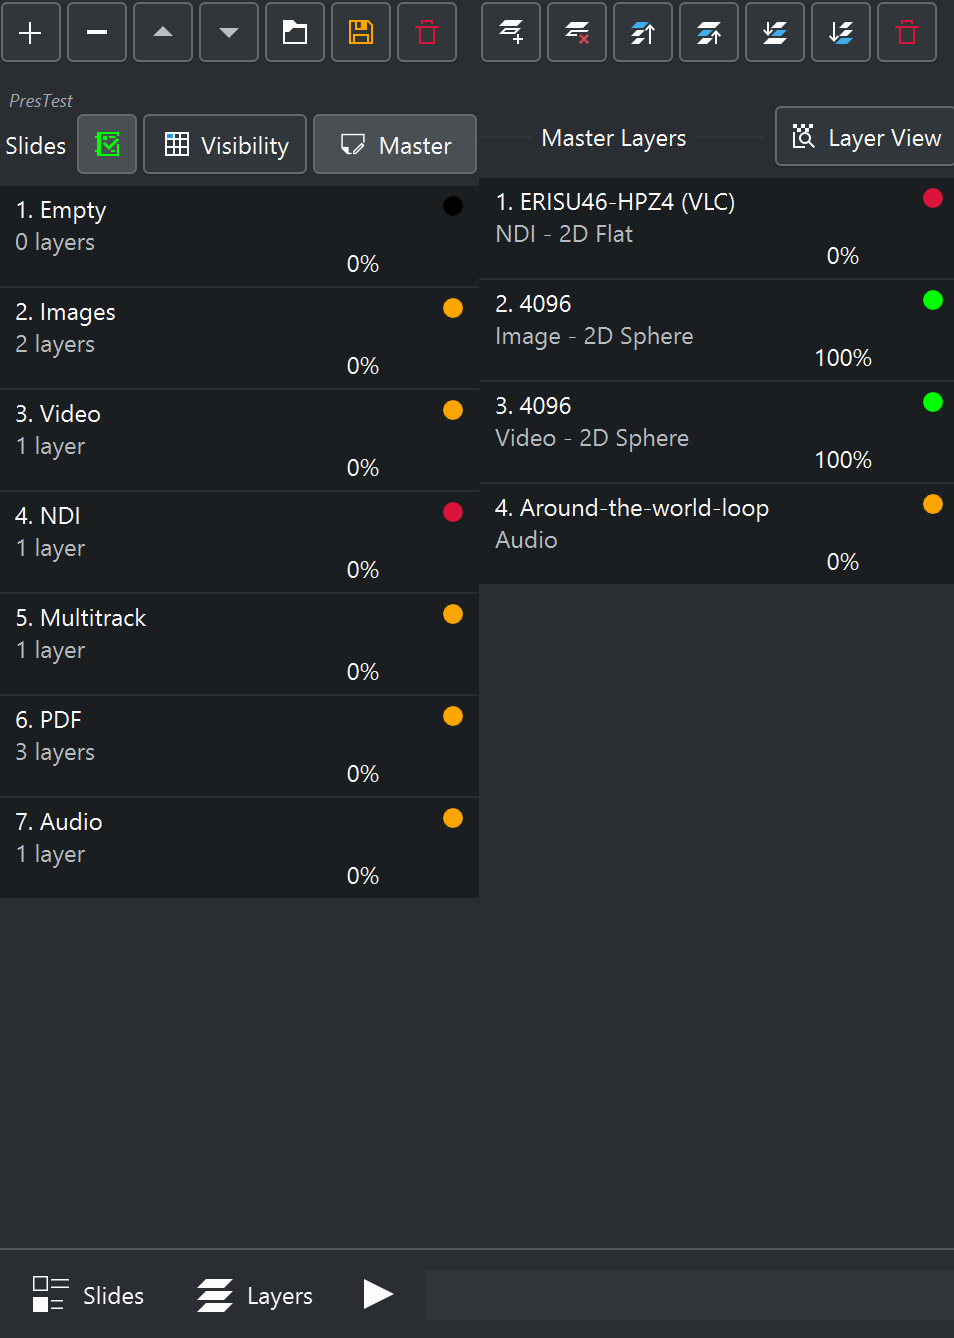 PresTest
Slides
Visibility
Master
1. Empty
0 layers
0%
2. Images
2 layers
0%
3. Video
1 layer
0%
4. NDI
1 layer
0%
5. Multitrack
1 layer
0%
6. PDF
3 layers
0%
7. Audio
1 layer
0%
Master Layers
Layer View
1. ERISU46-HPZ4 (VLC)
NDI - 2D Flat
0%
2. 4096
Image - 2D Sphere
100%
3. 4096
Video - 2D Sphere
100%
4. Around-the-world-loop
Audio
0%
Slides
Layers